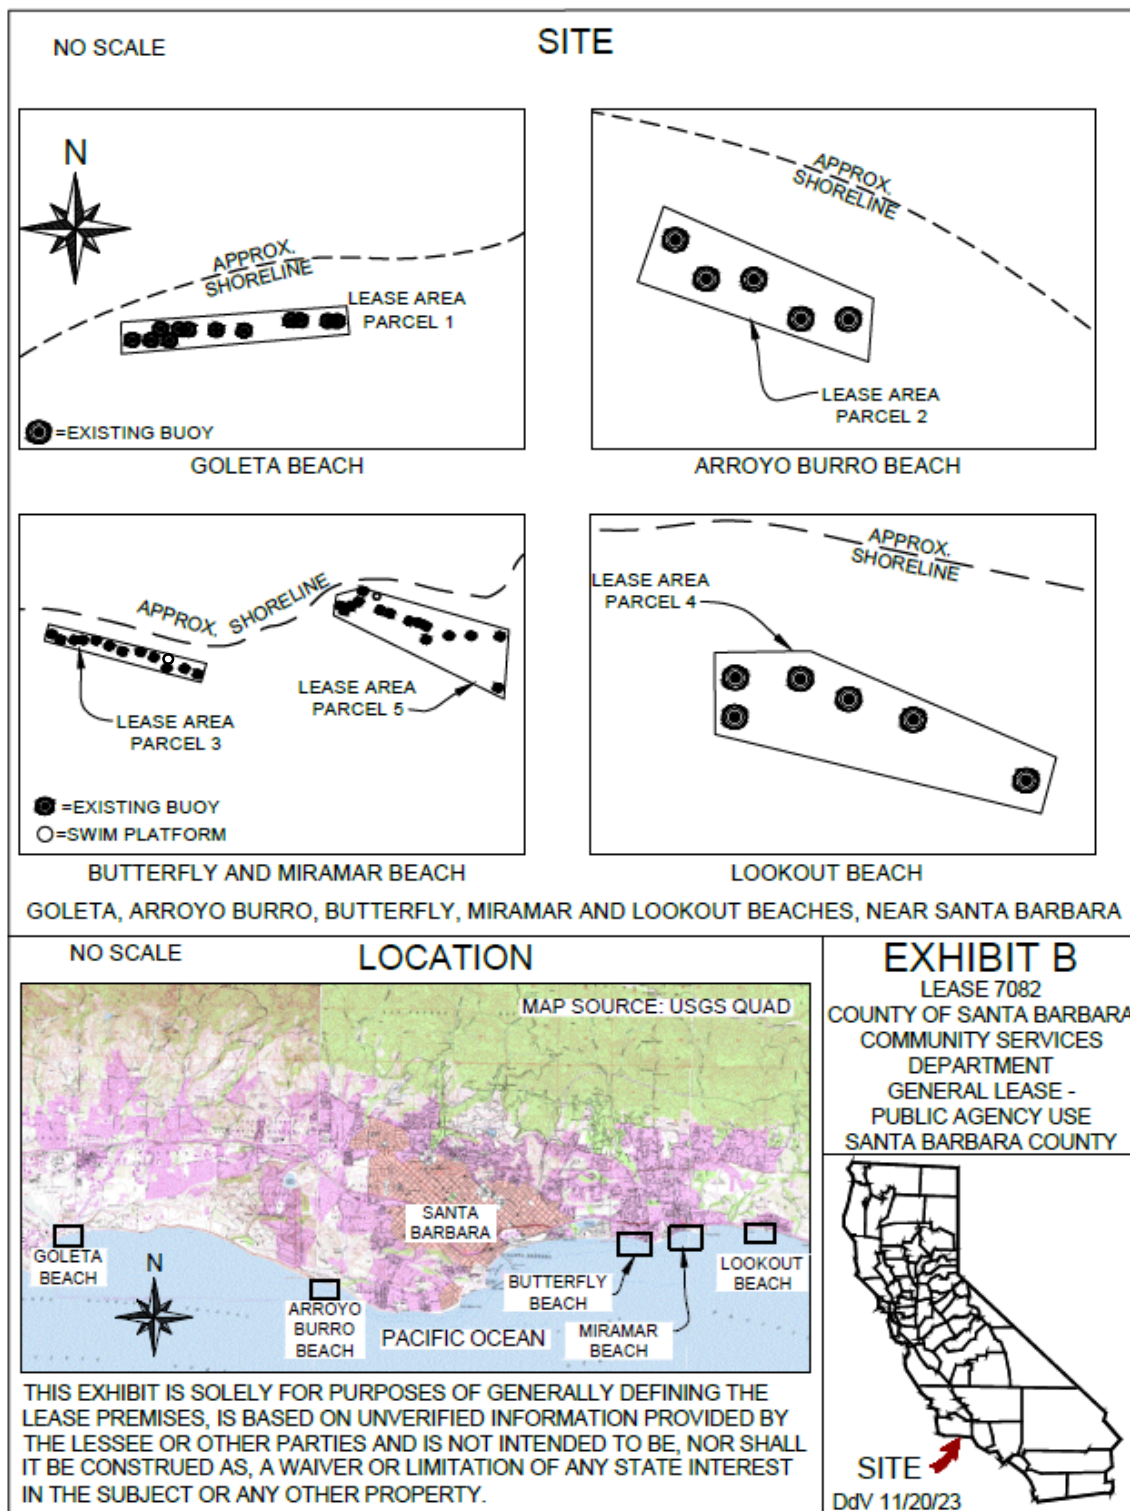 NO SCALE
SITE
N
APPROX.
SHORELINE
LEASE AREA
PARCEL 1
=EXISTING BUOY
GOLETA BEACH
APPROX.
SHORELINE
LEASE AREA
PARCEL 2
ARROYO BURRO BEACH
APPROX. SHORELINE
LEASE AREA
PARCEL 3
LEASE AREA
PARCEL 5
=EXISTING BUOY
=SWIM PLATFORM
BUTTERFLY AND MIRAMAR BEACH
APPROX.
SHORELINE
LEASE AREA
PARCEL 4
LOOKOUT BEACH
GOLETA, ARROYO BURRO, BUTTERFLY, MIRAMAR AND LOOKOUT BEACHES, NEAR SANTA BARBARA
NO SCALE
LOCATION
MAP SOURCE: USGS QUAD
SANTA
BARBARA
GOLETA
BEACH
N
ARROYO
BURRO
BEACH
PACIFIC OCEAN
BUTTERFLY
BEACH
MIRAMAR
BEACH
LOOKOUT
BEACH
THIS EXHIBIT IS SOLELY FOR PURPOSES OF GENERALLY DEFINING THE
LEASE PREMISES, IS BASED ON UNVERIFIED INFORMATION PROVIDED BY
THE LESSEE OR OTHER PARTIES AND IS NOT INTENDED TO BE, NOR SHALL
IT BE CONSTRUED AS, A WAIVER OR LIMITATION OF ANY STATE INTEREST
IN THE SUBJECT OR ANY OTHER PROPERTY.
EXHIBIT B
LEASE 7082
COUNTY OF SANTA BARBARA
COMMUNITY SERVICES
DEPARTMENT
GENERAL LEASE -
PUBLIC AGENCY USE
SANTA BARBARA COUNTY
SITE
DdV 11/20/23